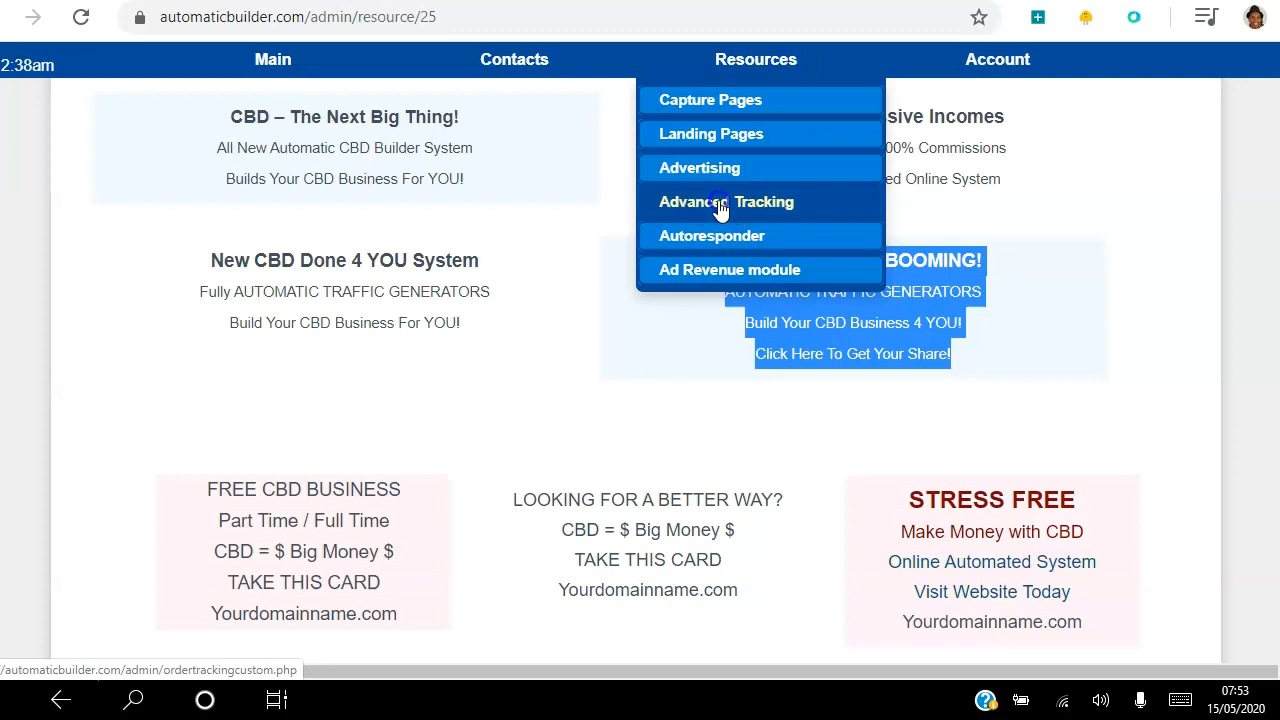 automaticbuilder.com/admin/resource/25
2:38am
Main
Contacts
Resources
Account
Capture Pages
Landing Pages
Advertising
Advanced Tracking
Autoresponder
Ad Revenue module
CBD – The Next Big Thing!
All New Automatic CBD Builder System
Builds Your CBD Business For YOU!
sive Incomes
00% Commissions
ed Online System
New CBD Done 4 YOU System
Fully AUTOMATIC TRAFFIC GENERATORS
Build Your CBD Business For YOU!
BOOMING!
AUTOMATIC TRAFFIC GENERATORS
Build Your CBD Business 4 YOU!
Click Here To Get Your Share!
FREE CBD BUSINESS
Part Time / Full Time
CBD = $ Big Money $
TAKE THIS CARD
Yourdomainname.com
LOOKING FOR A BETTER WAY?
CBD = $ Big Money $
TAKE THIS CARD
Yourdomainname.com
STRESS FREE
Make Money with CBD
Online Automated System
Visit Website Today
Yourdomainname.com
/automaticbuilder.com/admin/ordertrackingcustom.php
07:53
15/05/2020